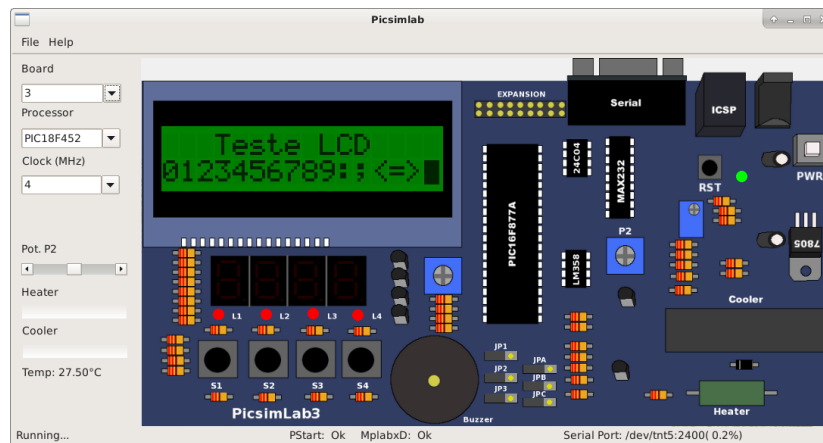 Picsimlab
File Help
Board
3
Processor
PIC18F452
Clock (MHz)
4
Pot. P2
Heater
Cooler
Temp: 27.50°C
Teste LCD
0123456789:;<=>
EXPANSION
Serial
ICSP
24C04
MAX232
RST
PWR
PIC16F877A
P2
LM358
7805
L1 L2 L3 L4
Cooler
JP1
JPA
JP2
JPB
JP3
JPC
S1 S2 S3 S4
PicsimLab3
Buzzer
Heater
Running...
PStart: Ok MplabxD: Ok
Serial Port: /dev/tnt5:2400( 0.2%)